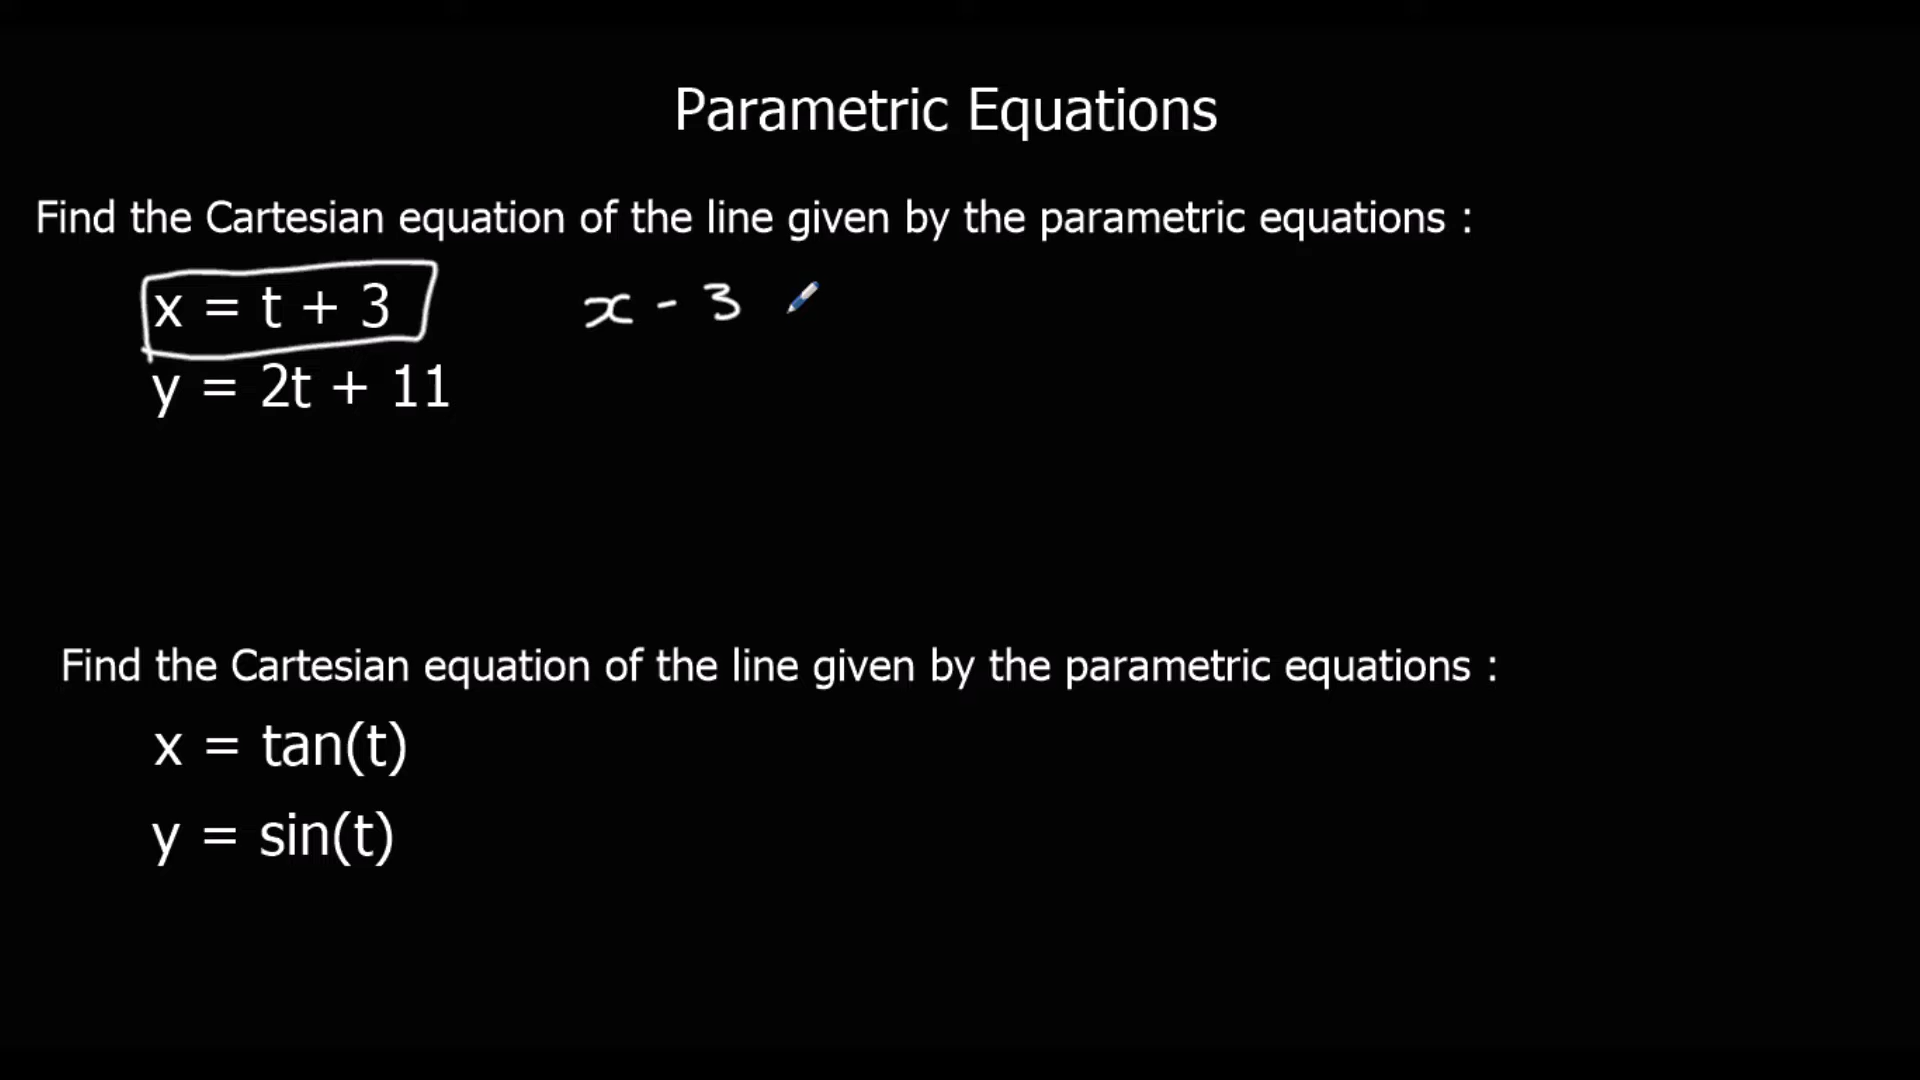 Parametric Equations
Find the Cartesian equation of the line given by the parametric equations :
x = t + 3
x - 3
y = 2t + 11
Find the Cartesian equation of the line given by the parametric equations :
x = tan(t)
y = sin(t)